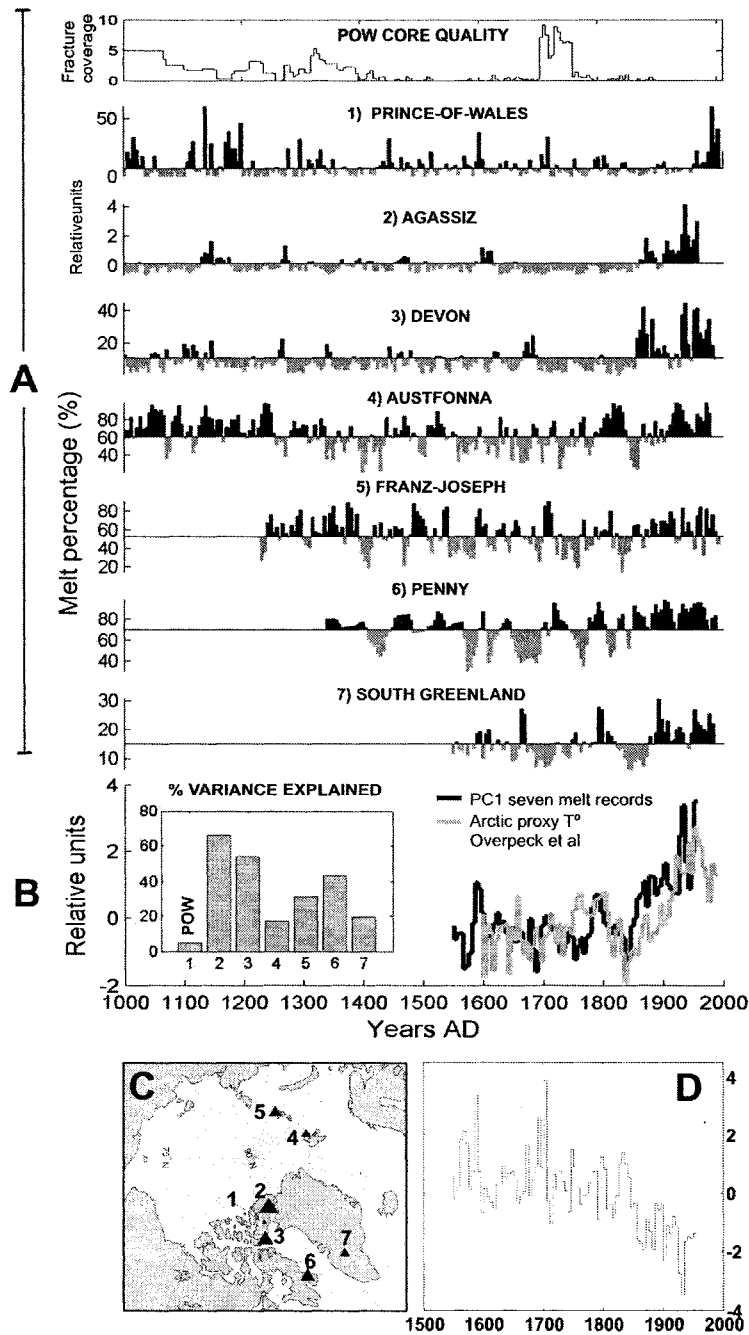 POW CORE QUALITY
Fracture
coverage
10
5
0
1) PRINCE-OF-WALES
50
0
Relativeunits
2) AGASSIZ
4
2
0
3) DEVON
40
20
A
Melt percentage (%)
4) AUSTFONNA
80
60
40
5) FRANZ-JOSEPH
80
60
40
20
6) PENNY
80
60
40
7) SOUTH GREENLAND
30
20
10
B
Relative units
4
2
0
-2
% VARIANCE EXPLAINED
80
60
40
20
0
POW
1 2 3 4 5 6 7
PC1 seven melt records
Arctic proxy Tº
Overpeck et al
1000 1100 1200 1300 1400 1500 1600 1700 1800 1900 2000
Years AD
C
5
4
2
1
3
7
6
D
4
2
0
-2
-4
1500 1600 1700 1800 1900 2000